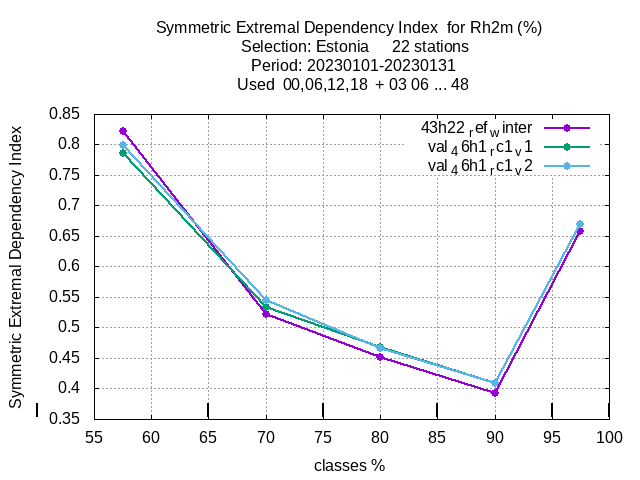 Symmetric Extremal Dependency Index  for Rh2m (%)
Selection: Estonia     22 stations
Period: 20230101-20230131
Used  00,06,12,18  + 03 06 ... 48
43h22_ref_winter
val_46h1_rc1_v1
val_46h1_rc1_v2
Symmetric Extremal Dependency Index
0.85
0.8
0.75
0.7
0.65
0.6
0.55
0.5
0.45
0.4
0.35
55 60 65 70 75 80 85 90 95 100
classes %